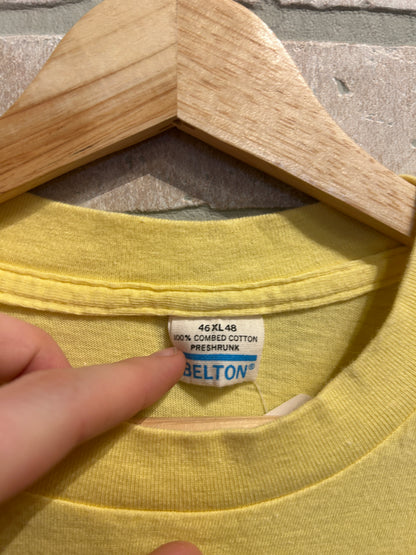 46 XL 48
100% COMBED COTTON
PRESHRUNK
BELTON®